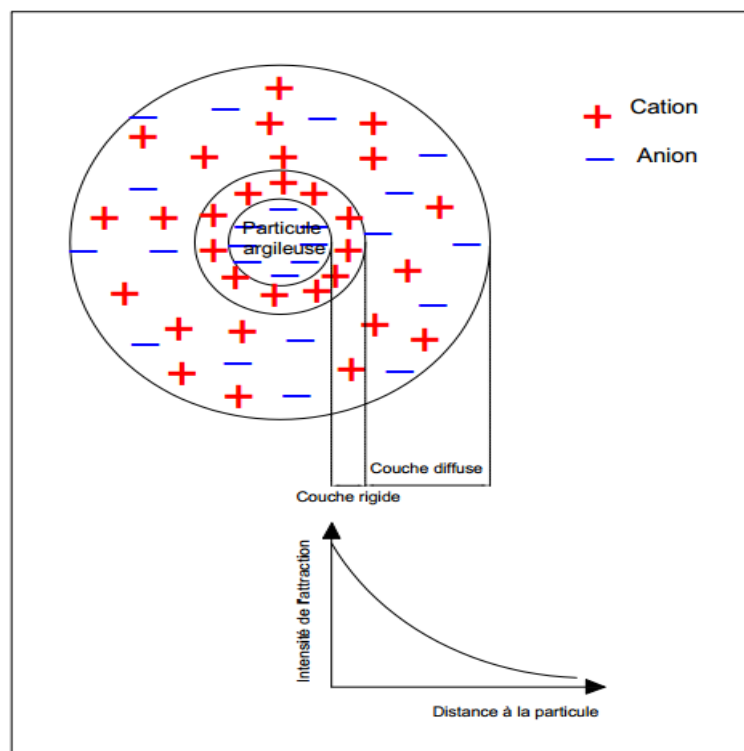 Cation
Anion
Particule
argileuse
Couche diffuse
Couche rigide
Intensité de l'attraction
Distance à la particule